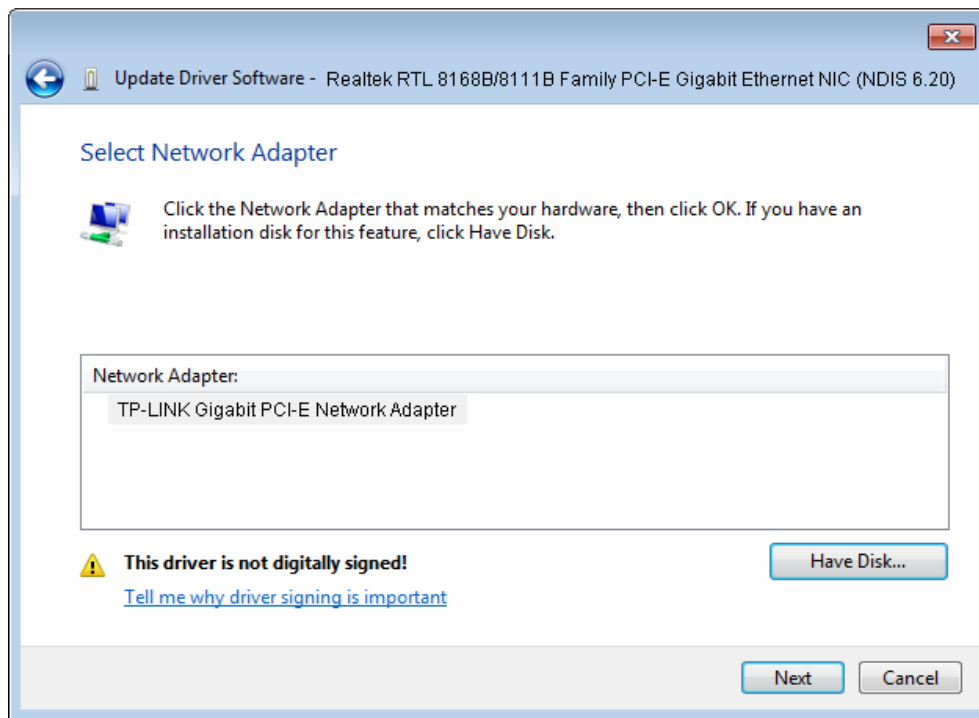 Update Driver Software - Realtek RTL 8168B/8111B Family PCI-E Gigabit Ethernet NIC (NDIS 6.20)
Select Network Adapter
Click the Network Adapter that matches your hardware, then click OK. If you have an
installation disk for this feature, click Have Disk.
Network Adapter:
TP-LINK Gigabit PCI-E Network Adapter
This driver is not digitally signed!
Have Disk...
Tell me why driver signing is important
Next
Cancel